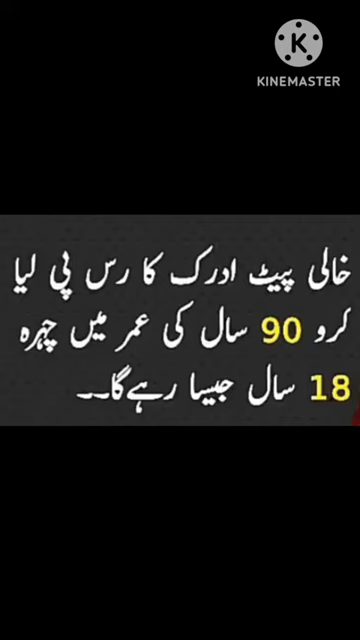 KINEMASTER
خالی پیٹ ادرک کا رس پی لیا
کرو 90 سال کی عمر میں چہرہ
18 سال جیسا رہے گا۔۔